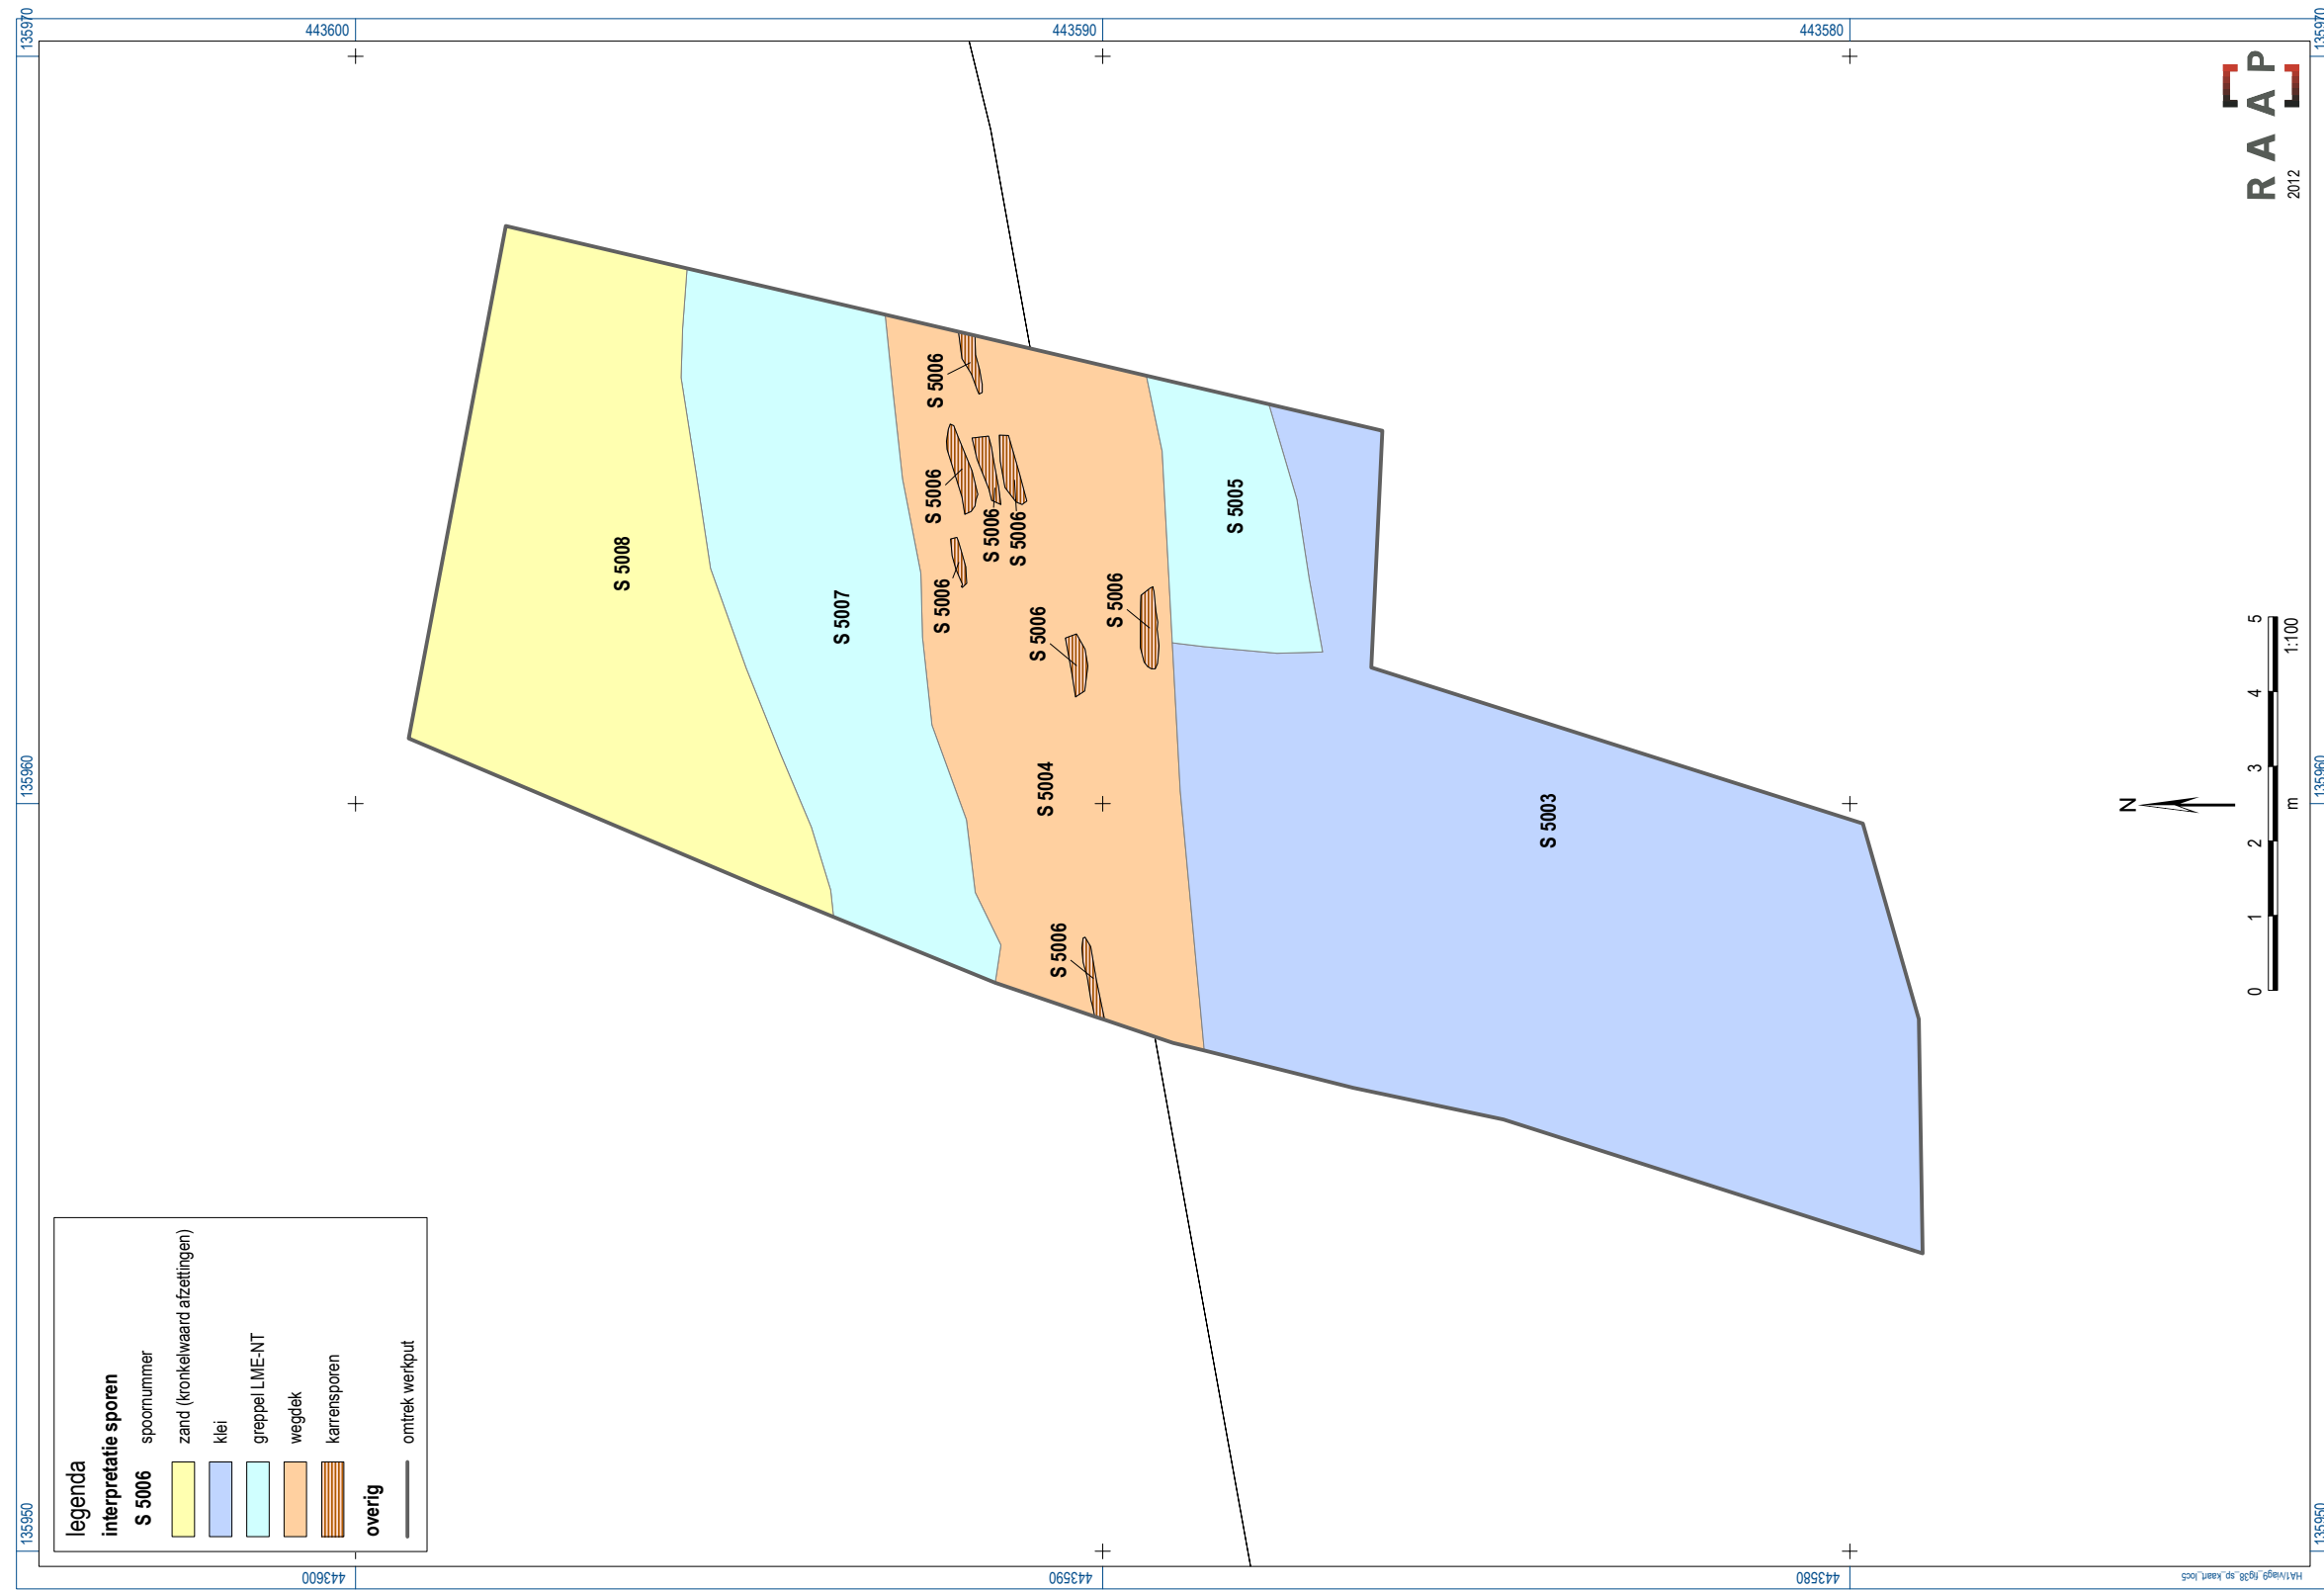 legenda
interpretatie sporen
S 5006 spoornummer
zand (kronkelwaard afzettingen)
klei
greppel LME-NT
wegdek
karrensporen
overig
omtrek werkput
135950
135960
135970
443600
443590
443580
443600
443590
443580
135950
135960
135970
S 5008
S 5007
S 5006
S 5006
S 5006
S 5006
S 5006
S 5006
S 5006
S 5006
S 5004
S 5005
S 5003
N
0 1 2 3 4 5
m
1:100
RAAP
2012
HA1/viag9_fig38_sp_kaart_loc5